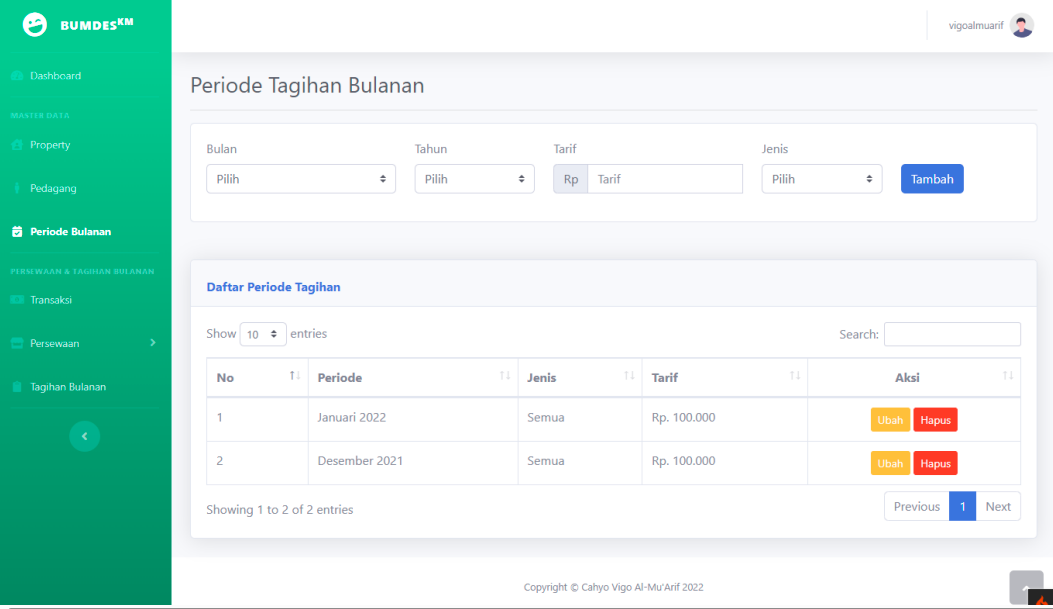 BUMDES KM
vigoalmuarif
Dashboard
MASTER DATA
Property
Pedagang
Periode Bulanan
PERSEWAAN & TAGIHAN BULANAN
Transaksi
Persewaan
Tagihan Bulanan
Periode Tagihan Bulanan
Bulan Tahun Tarif Jenis
Pilih Pilih Rp Tarif Pilih Tambah
Daftar Periode Tagihan
Show 10 entries Search:
No Periode Jenis Tarif Aksi
1 Januari 2022 Semua Rp. 100.000 Ubah Hapus
2 Desember 2021 Semua Rp. 100.000 Ubah Hapus
Showing 1 to 2 of 2 entries Previous 1 Next
Copyright © Cahyo Vigo Al-Mu'Arif 2022